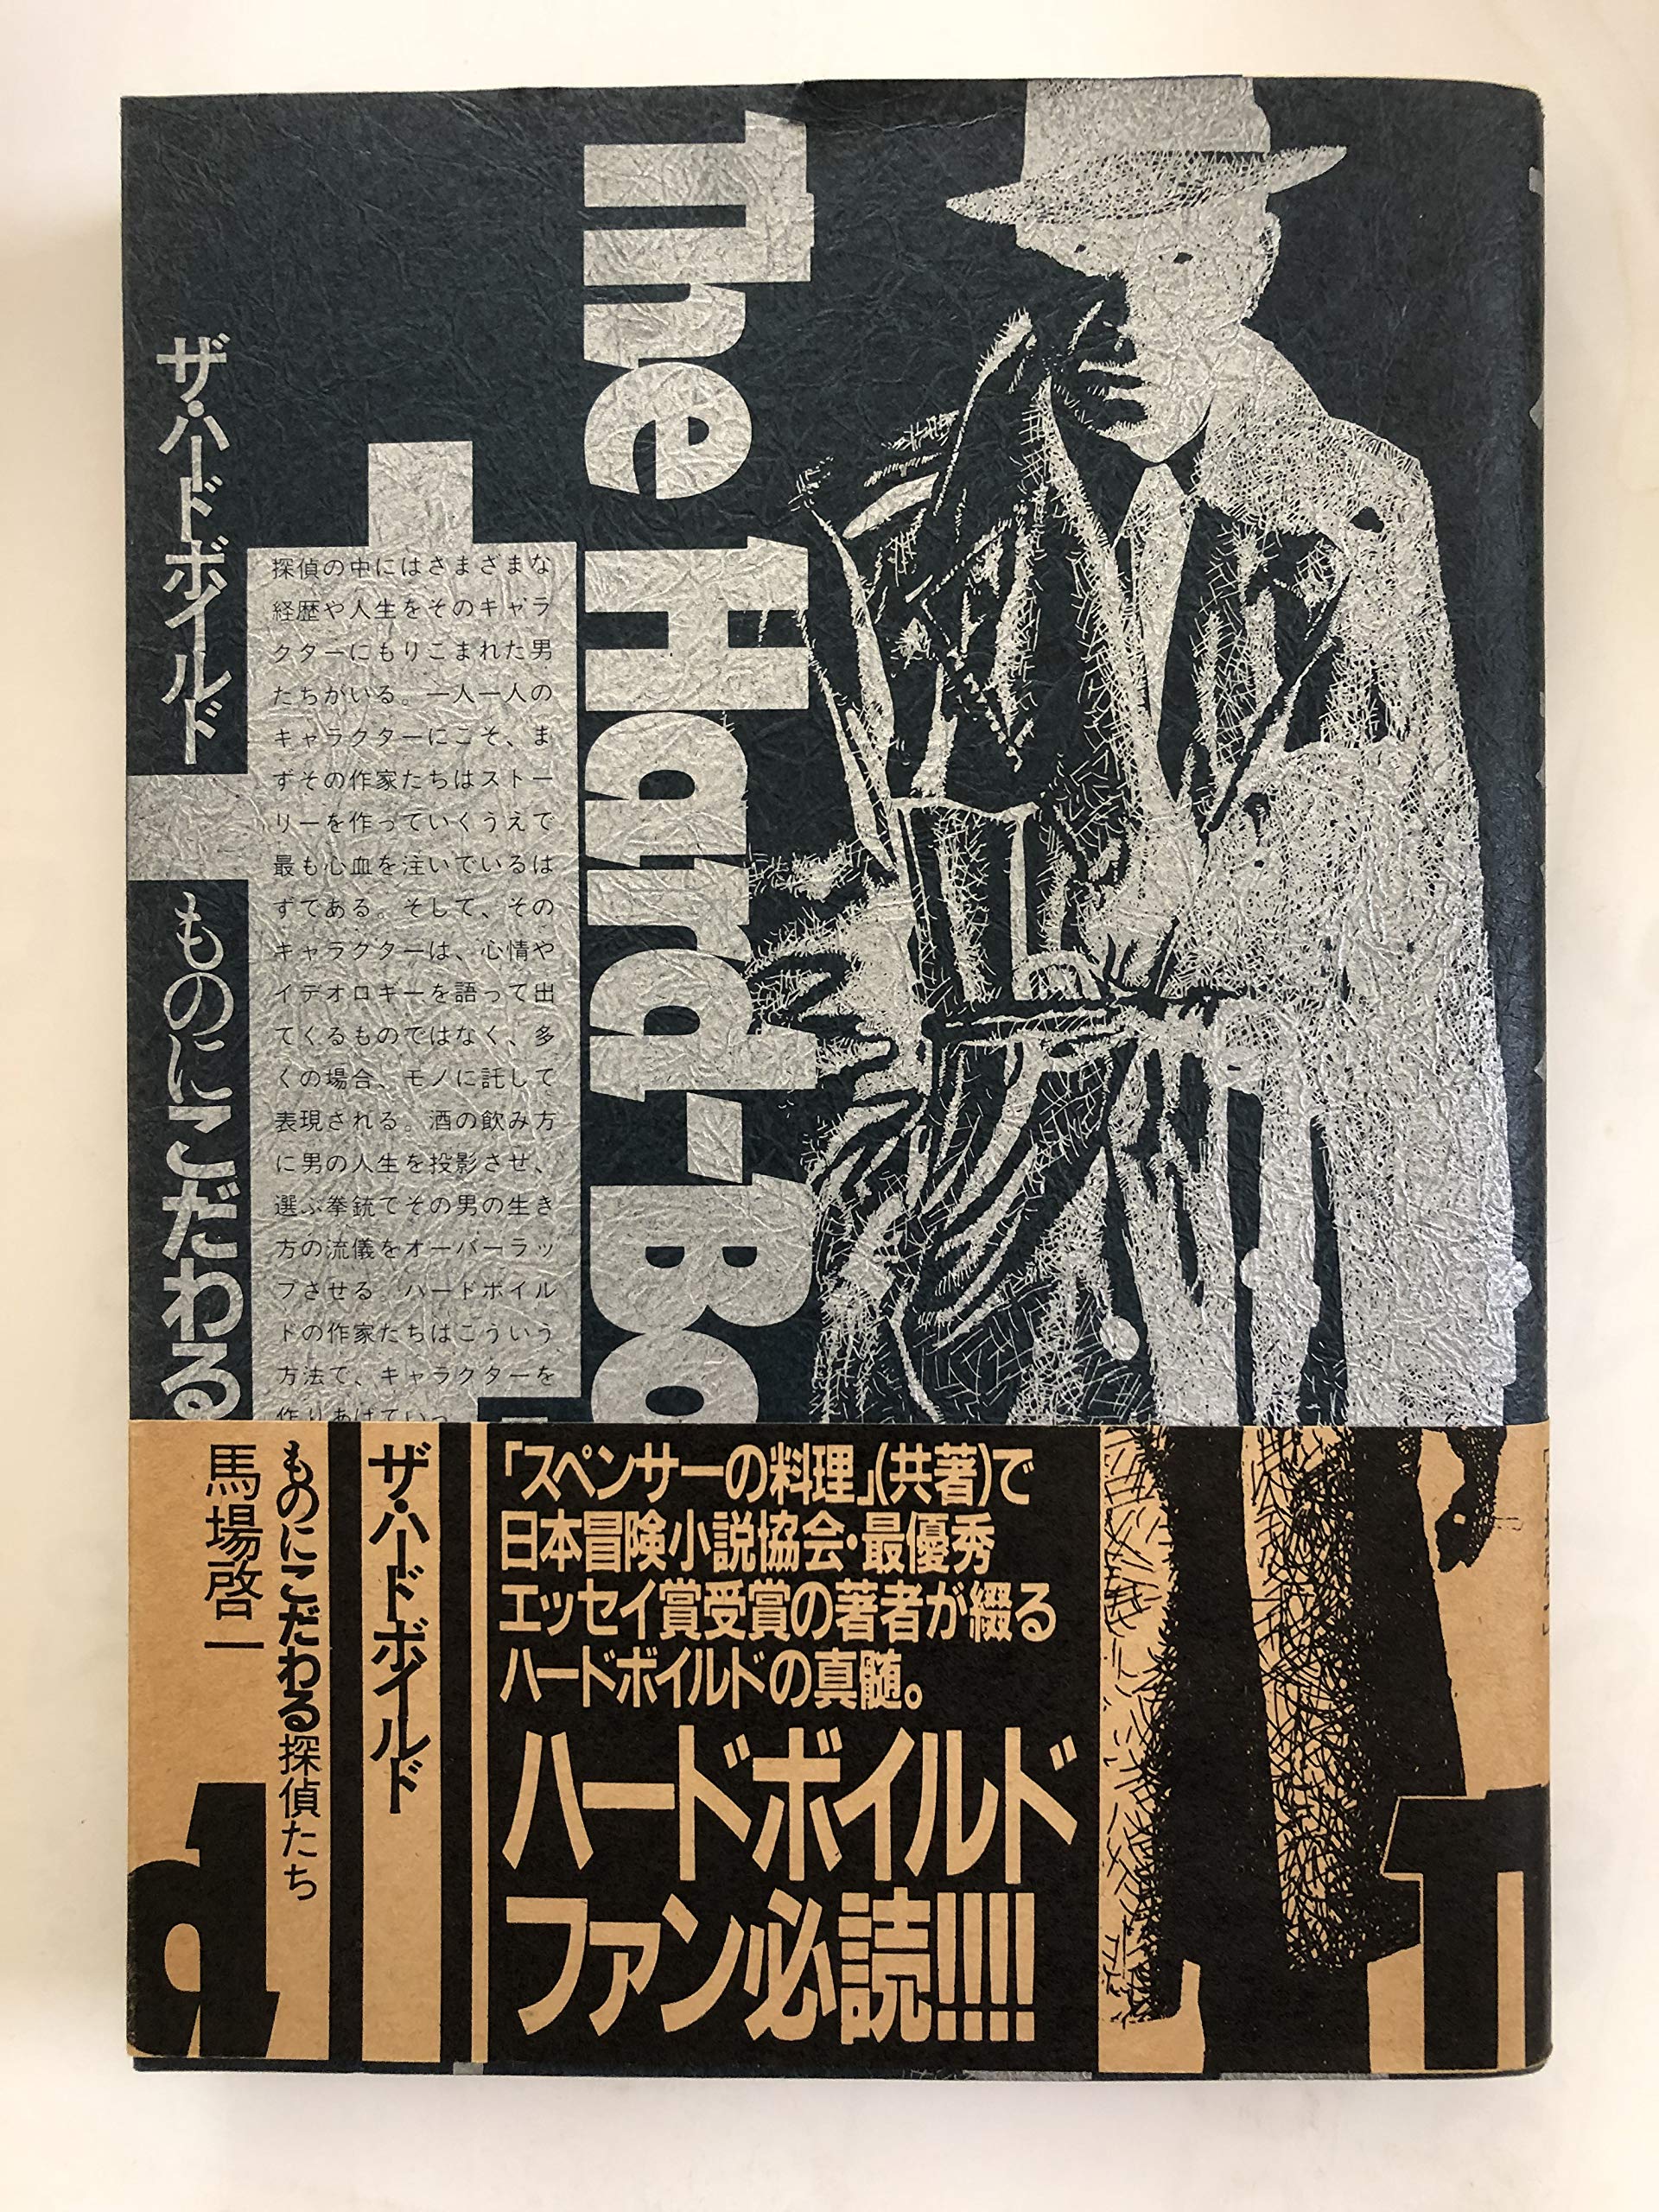 The Hard-Bo
ザ・ハードボイルド
ものにこだわる
探偵の中にはさまざまな
経歴や人生をそのキャラ
クターにもりこまれた男
たちがいる。一人一人の
キャラクターにこそ、ま
ずその作家たちはストー
リーを作っていくうえで
最も心血を注いているは
ずである。そして、その
キャラクターは、心情や
イデオロギーを語って出
てくるものではなく、多
くの場合、モノに託して
表現される。酒の飲み方
に男の人生を投影させ、
選ぶ拳銃でその男の生き
方の流儀をオーバーラッ
プさせる。ハードボイル
ドの作家たちはこういう
方法で、キャラクターを
作りあげていっ
「スペンサーの料理」(共著)で
日本冒険小説協会・最優秀
エッセイ賞受賞の著者が綴る
ハードボイルドの真髄。
ハードボイルド
ファン必読!!!!
ザ・ハードボイルド
ものにこだわる探偵たち
馬場啓一